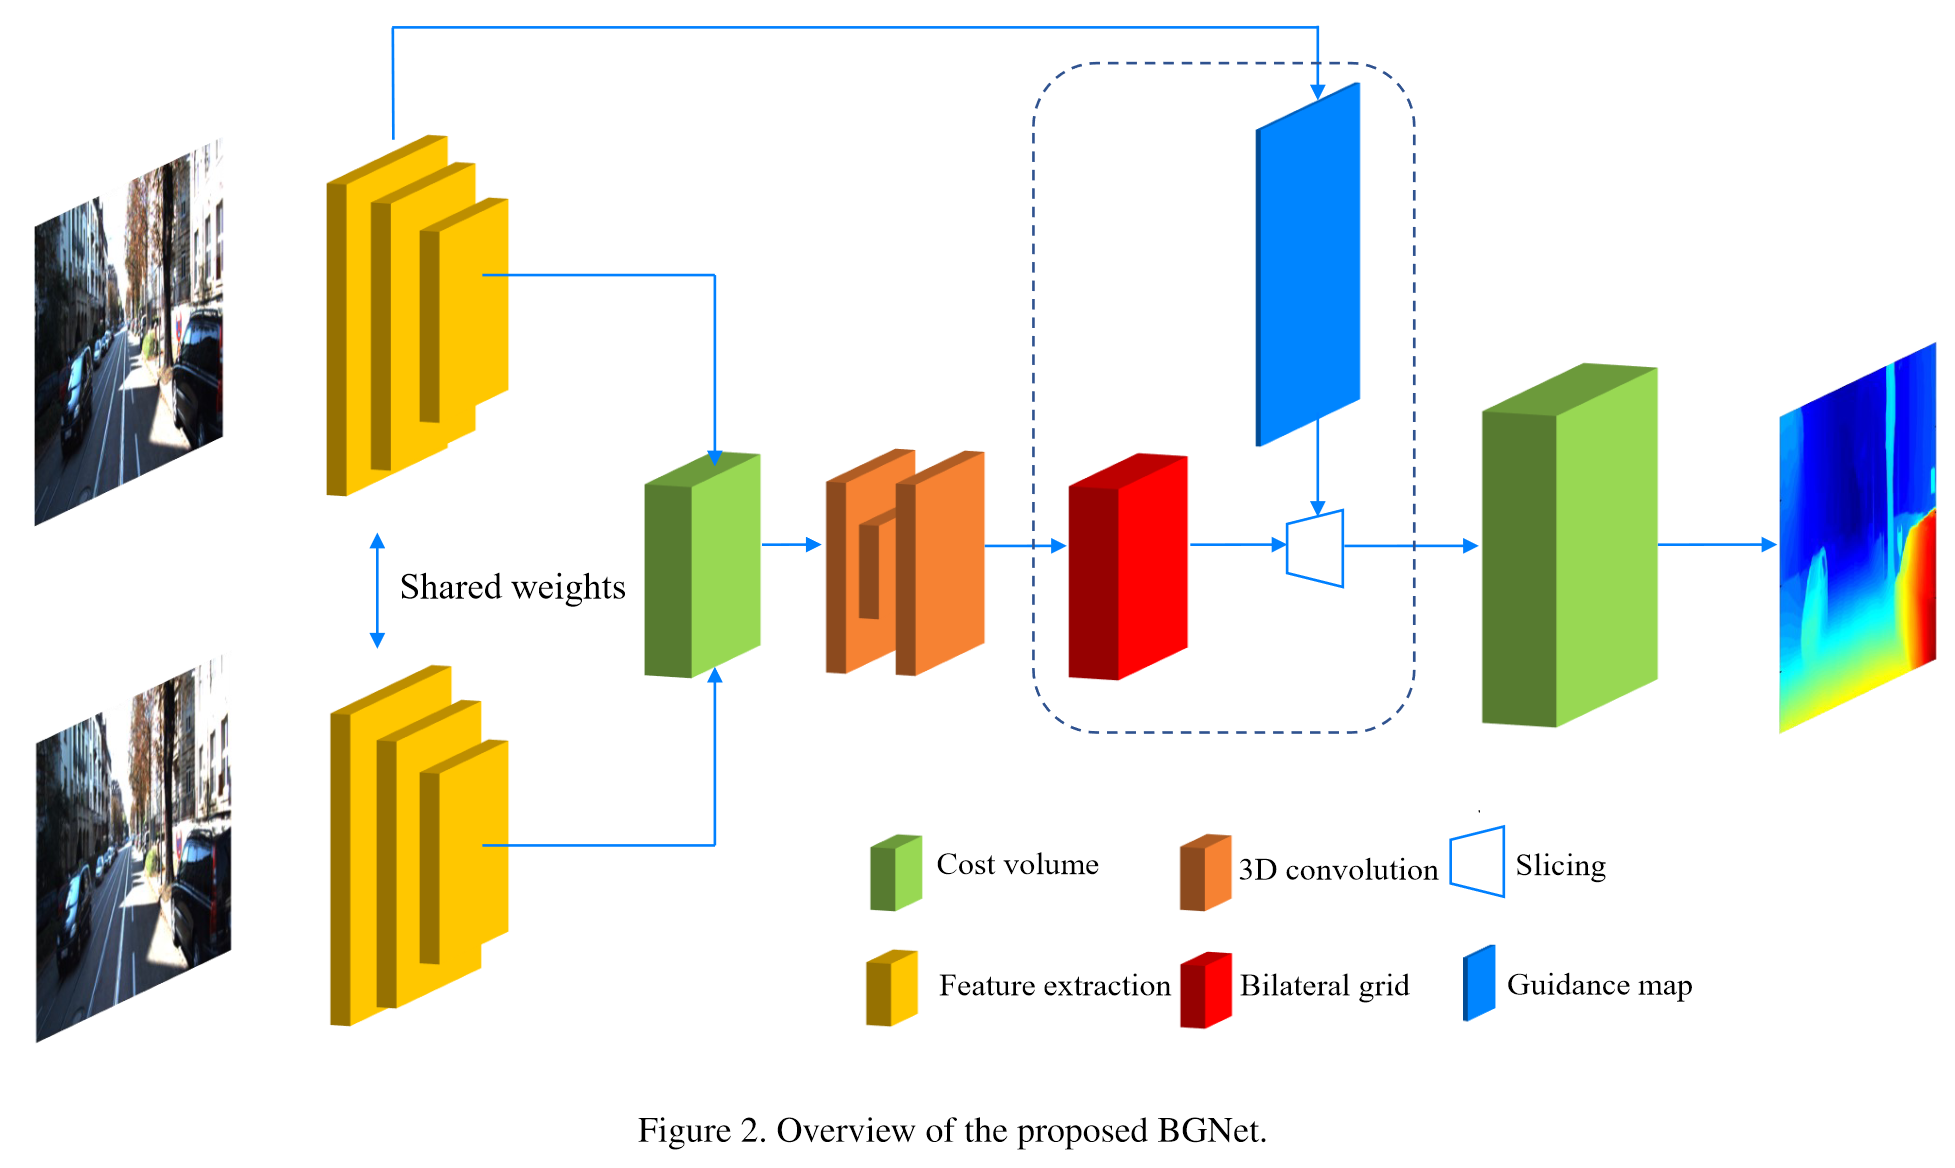 Shared weights
Cost volume
3D convolution
Slicing
Feature extraction
Bilateral grid
Guidance map
Figure 2. Overview of the proposed BGNet.